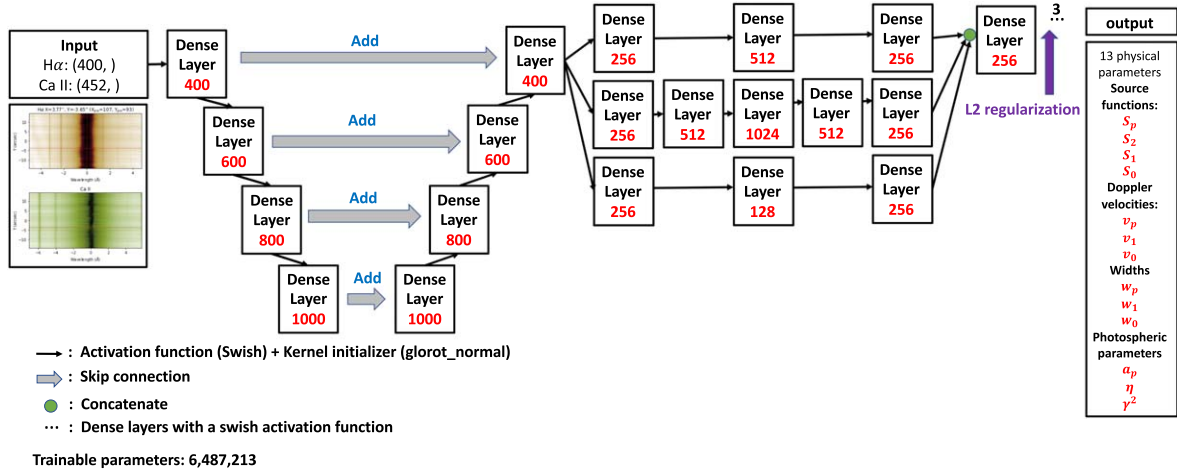 Input
Hα: (400, )
Ca II: (452, )
Ca II
Wavelength (Å)
Dense
Layer
400
Dense
Layer
600
Dense
Layer
800
Dense
Layer
1000
Add
Add
Add
Add
Dense
Layer
1000
Dense
Layer
800
Dense
Layer
600
Dense
Layer
400
Dense
Layer
256
Dense
Layer
512
Dense
Layer
256
Dense
Layer
256
Dense
Layer
512
Dense
Layer
1024
Dense
Layer
512
Dense
Layer
256
Dense
Layer
256
Dense
Layer
128
Dense
Layer
256
Dense
Layer
256
3
...
L2 regularization
output
13 physical
parameters
Source
functions:
S_p
S_2
S_1
S_0
Doppler
velocities:
v_p
v_1
v_0
Widths
w_p
w_1
w_0
Photospheric
parameters
a_p
η
γ²
: Activation function (Swish) + Kernel initializer (glorot_normal)
: Skip connection
: Concatenate
... : Dense layers with a swish activation function
Trainable parameters: 6,487,213